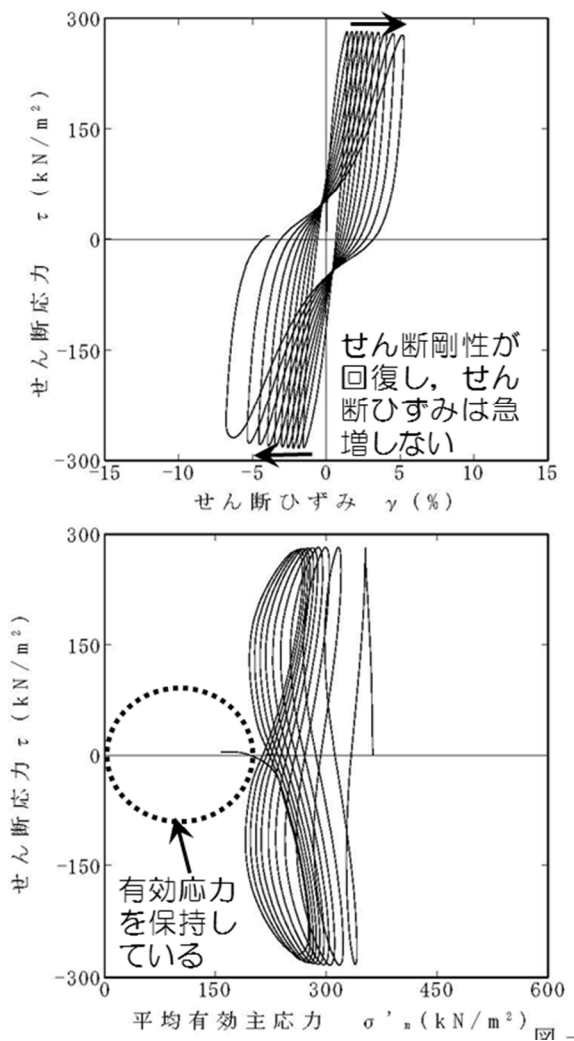 300
150
0
-150
-300
せん断応力 τ (kN/m²)
せん断剛性が
回復し，せん
断ひずみは急
増しない
-15 -10 -5 0 5 10 15
せん断ひずみ γ (%)
300
150
0
-150
-300
せん断応力 τ (kN/m²)
有効応力
を保持し
ている
0 150 300 450 600
平均有効主応力 σ'ₘ (kN/m²)
図-